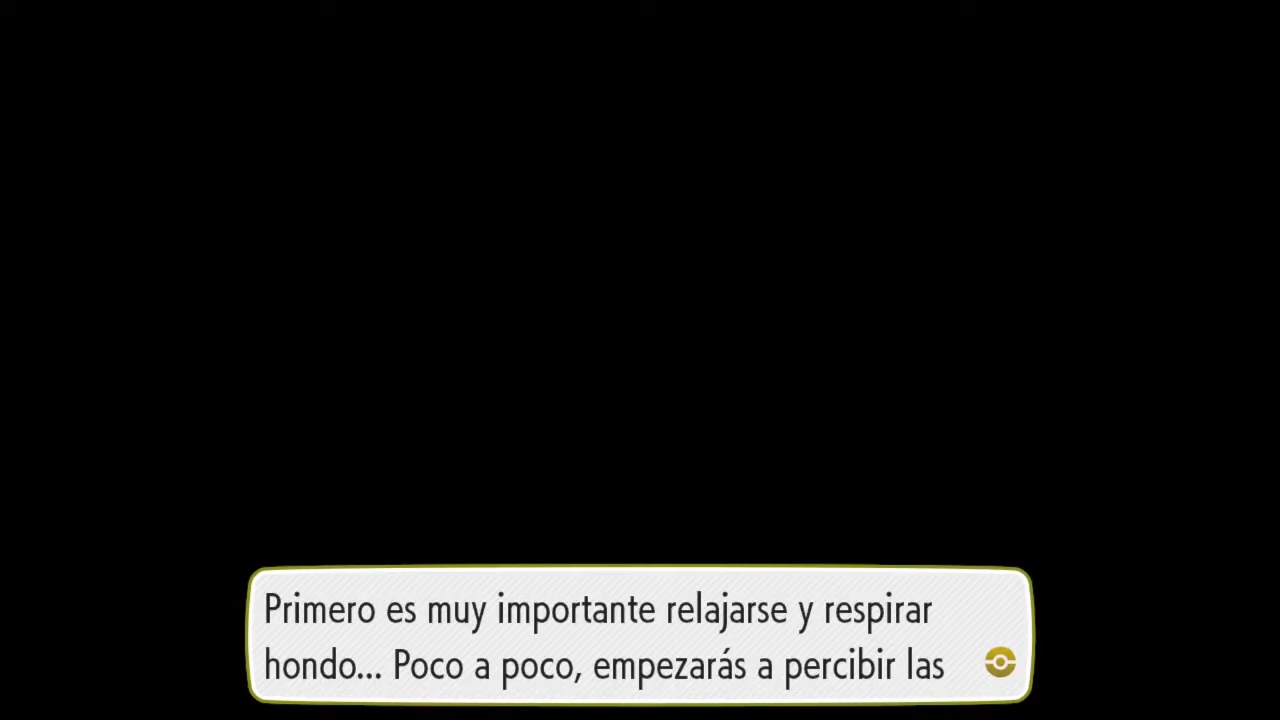 Primero es muy importante relajarse y respirar
hondo... Poco a poco, empezarás a percibir las